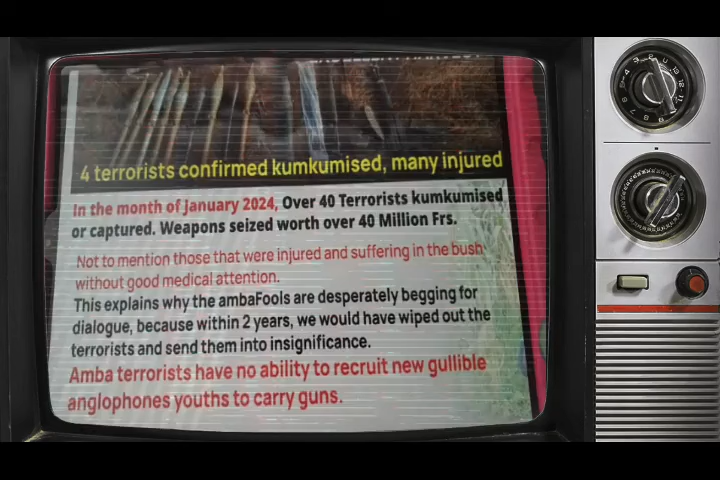 4 terrorists confirmed kumkumised, many injured
In the month of January 2024, Over 40 Terrorists kumkumised
or captured. Weapons seized worth over 40 Million Frs.
Not to mention those that were injured and suffering in the bush
without good medical attention.
This explains why the ambaFools are desperately begging for
dialogue, because within 2 years, we would have wiped out the
terrorists and send them into insignificance.
Amba terrorists have no ability to recruit new gullible
anglophones youths to carry guns.